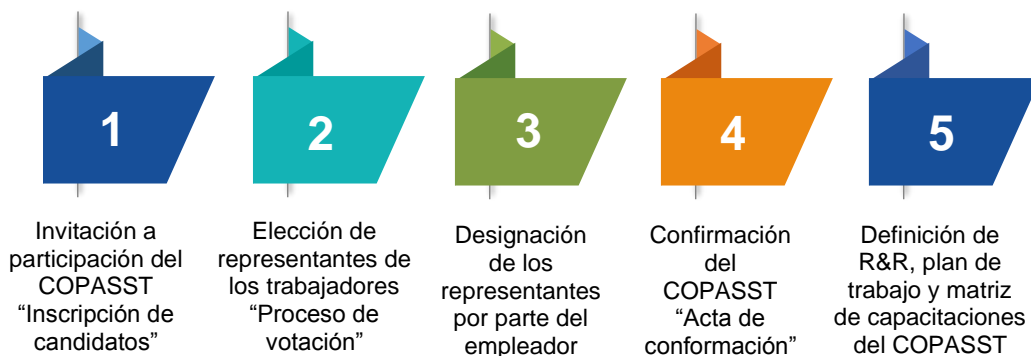 1
Invitación a
participación del
COPASST
“Inscripción de
candidatos”
2
Elección de
representantes de
los trabajadores
“Proceso de
votación”
3
Designación
de los
representantes
por parte del
empleador
4
Confirmación
del
COPASST
“Acta de
conformación”
5
Definición de
R&R, plan de
trabajo y matriz
de capacitaciones
del COPASST